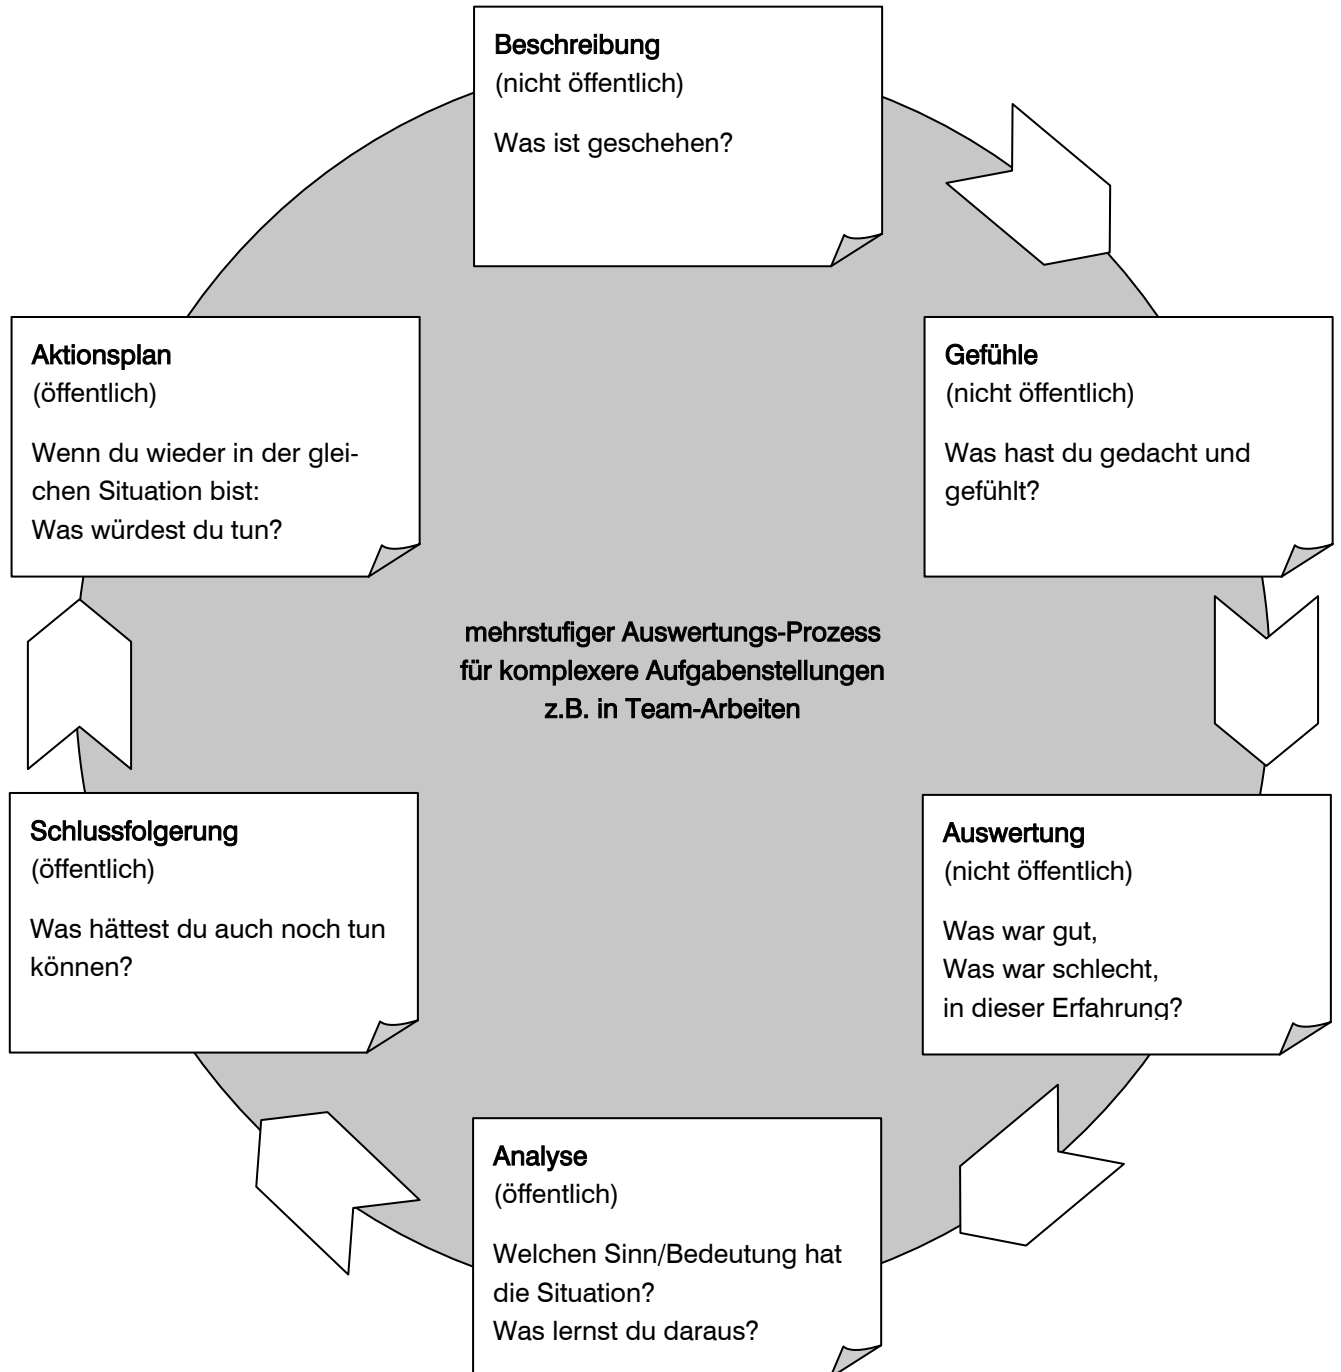 Beschreibung
(nicht öffentlich)
Was ist geschehen?
Gefühle
(nicht öffentlich)
Was hast du gedacht und
gefühlt?
Auswertung
(nicht öffentlich)
Was war gut,
Was war schlecht,
in dieser Erfahrung?
Analyse
(öffentlich)
Welchen Sinn/Bedeutung hat
die Situation?
Was lernst du daraus?
Schlussfolgerung
(öffentlich)
Was hättest du auch noch tun
können?
Aktionsplan
(öffentlich)
Wenn du wieder in der glei-
chen Situation bist:
Was würdest du tun?
mehrstufiger Auswertungs-Prozess
für komplexere Aufgabenstellungen
z.B. in Team-Arbeiten